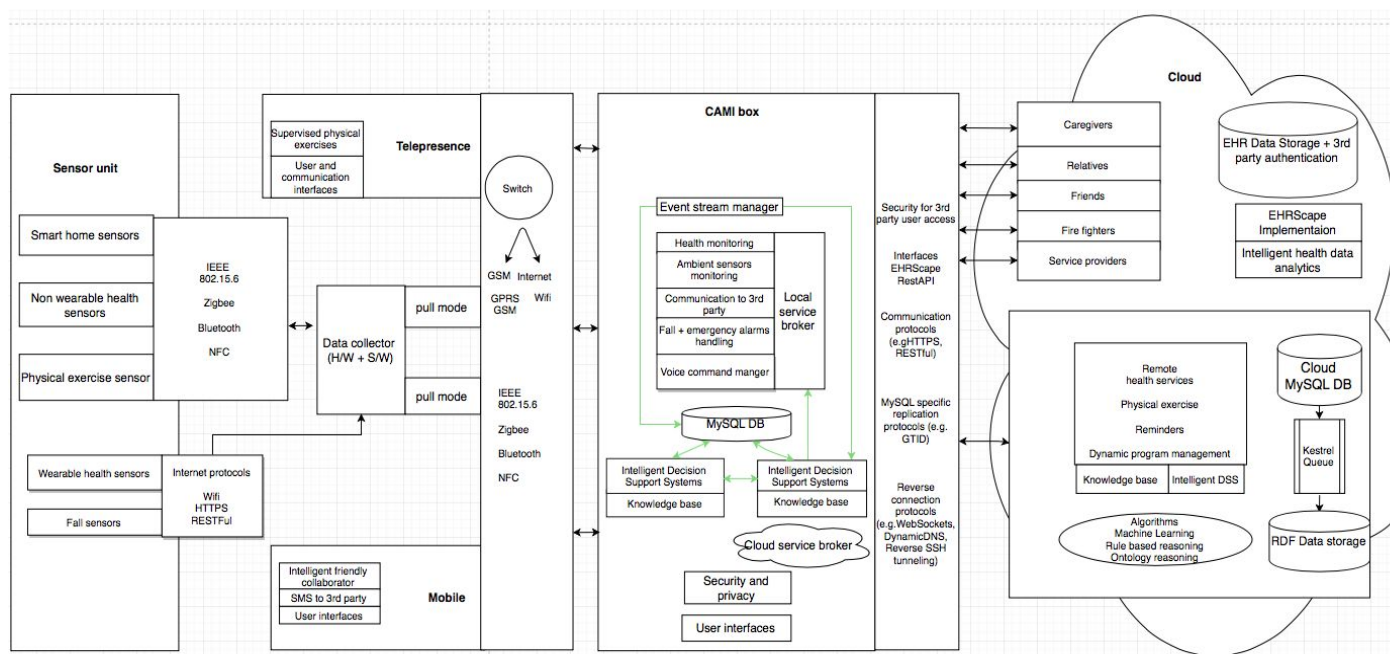 Sensor unit
Smart home sensors
Non wearable health
sensors
Physical exercise sensor
IEEE
802.15.6
Zigbee
Bluetooth
NFC
Wearable health sensors
Fall sensors
Internet protocols
Wifi
HTTPS
RESTFul
Supervised physical
exercises
User and
communication
interfaces
Telepresence
Data collector
(H/W + S/W)
pull mode
pull mode
Intelligent friendly
collaborator
SMS to 3rd party
User interfaces
Mobile
Switch
GSM
Internet
GPRS
GSM
Wifi
IEEE
802.15.6
Zigbee
Bluetooth
NFC
CAMI box
Event stream manager
Health monitoring
Ambient sensors
monitoring
Communication to 3rd
party
Fall + emergency alarms
handling
Voice command manger
Local
service
broker
MySQL DB
Intelligent Decision
Support Systems
Knowledge base
Intelligent Decision
Support Systems
Knowledge base
Cloud service broker
Security and
privacy
User interfaces
Security for 3rd
party user access
Interfaces
EHRScape
RestAPI
Communication
protocols
(e.gHTTPS,
RESTful)
MySQL specific
replication
protocols (e.g.
GTID)
Reverse
connection
protocols
(e.g.WebSockets,
DynamicDNS,
Reverse SSH
tunneling)
Cloud
Caregivers
Relatives
Friends
Fire fighters
Service providers
EHR Data Storage + 3rd
party authentication
EHRScape
Implementaion
Intelligent health data
analytics
Remote
health services
Physical exercise
Reminders
Dynamic program management
Knowledge base
Intelligent DSS
Algorithms
Machine Learning
Rule based reasoning
Ontology reasoning
Cloud
MySQL DB
Kestrel
Queue
RDF Data storage